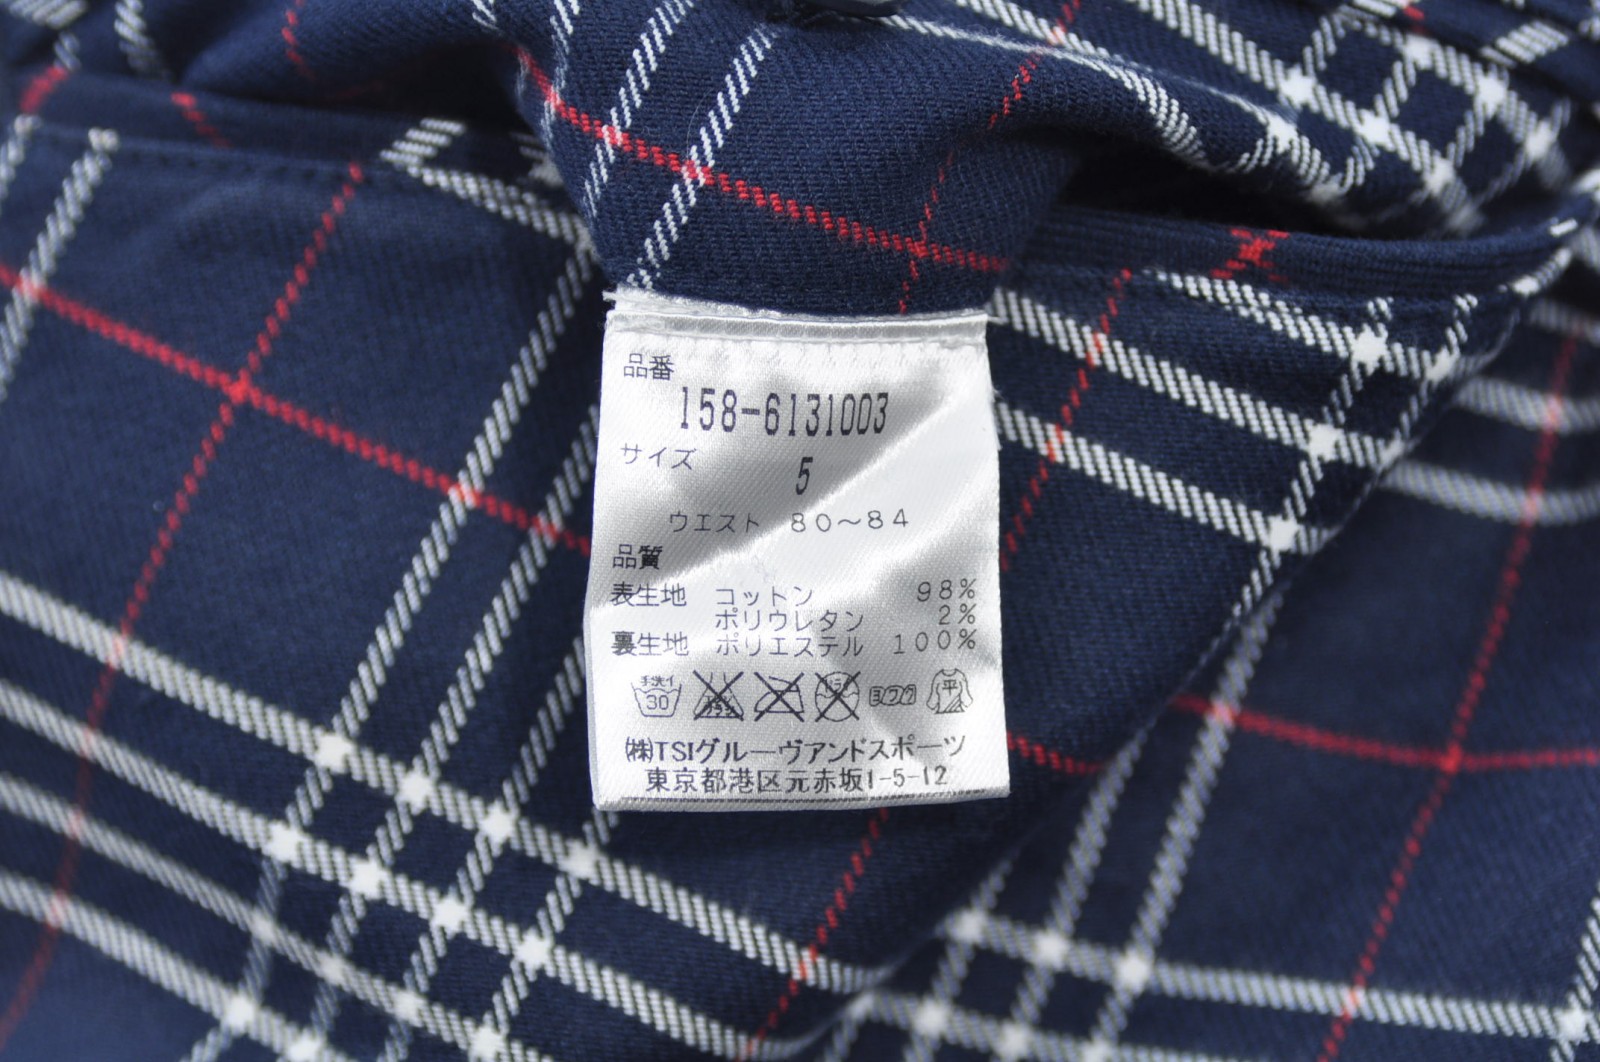 品番
158-6131003
サイズ
5
ウエスト 80～84
品質
表生地 コットン 98%
ポリウレタン 2%
裏生地 ポリエステル 100%
手洗イ 30 平
㈱TSIグルーヴアンドスポーツ
東京都港区元赤坂1-5-12